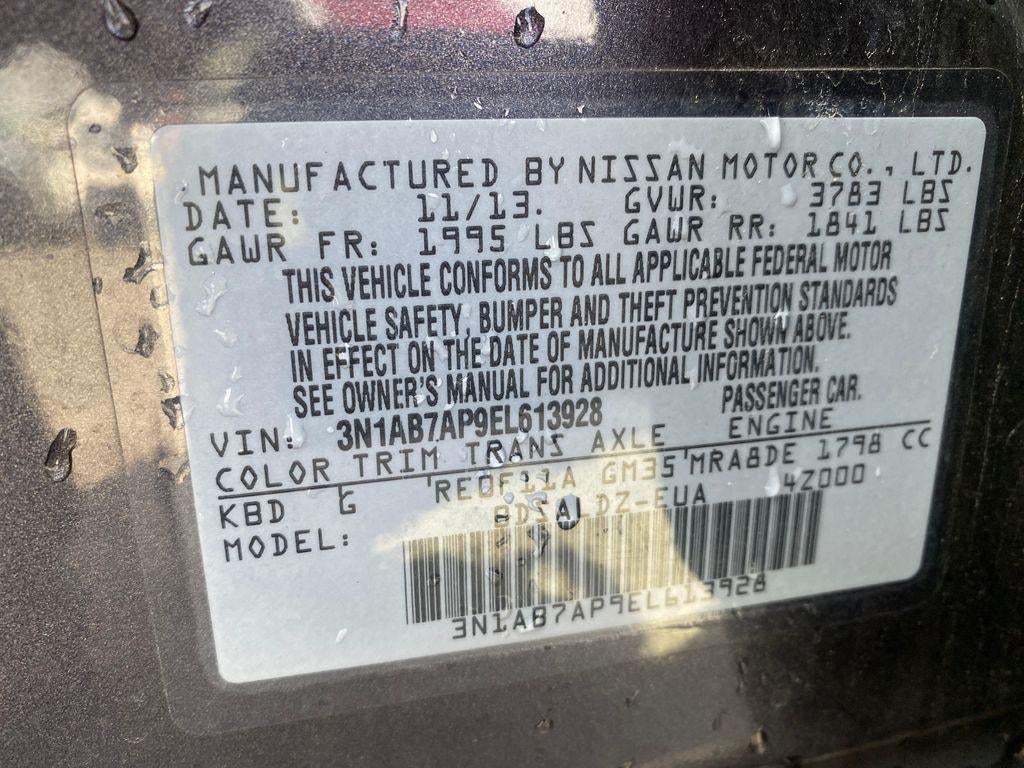 MANUFACTURED BY NISSAN MOTOR CO., LTD.
DATE: 11/13. GVWR: 3783 LBS
GAWR FR: 1995 LBS GAWR RR: 1841 LBS
THIS VEHICLE CONFORMS TO ALL APPLICABLE FEDERAL MOTOR
VEHICLE SAFETY, BUMPER AND THEFT PREVENTION STANDARDS
IN EFFECT ON THE DATE OF MANUFACTURE SHOWN ABOVE.
SEE OWNER'S MANUAL FOR ADDITIONAL INFORMATION.
VIN: 3N1AB7AP9EL613928 PASSENGER CAR.
COLOR TRIM TRANS AXLE ENGINE
KBD G RE0F11A GM35 MRA8DE 1798 CC
MODEL: BDSALDZ-EUA 4Z000
3N1AB7AP9EL613928